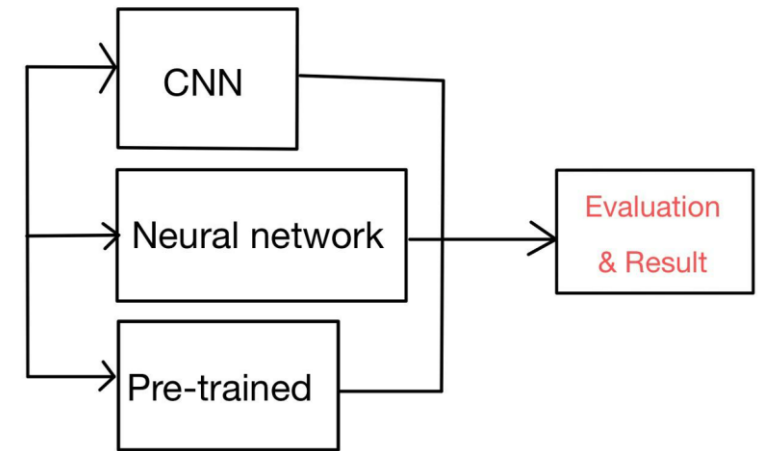 CNN
Neural network
Pre-trained
Evaluation
& Result